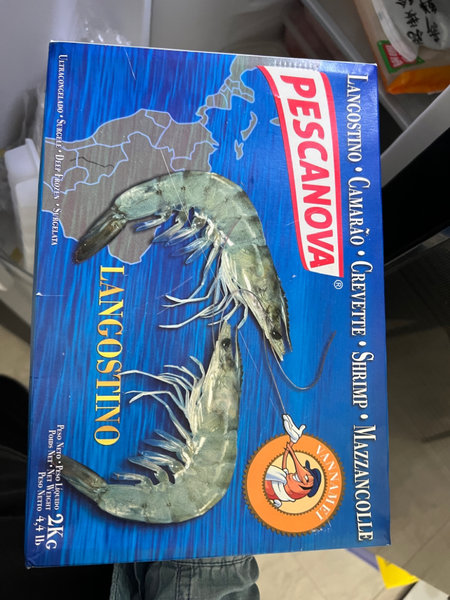 LANGOSTINO • CAMARÃO • CREVETTE • SHRIMP • MAZZANCOLLE
PESCANOVA®
VANNAMEI
LANGOSTINO
ULTRACONGELADO • SURGELÉ • DEEP FROZEN • SURGELATA
PESO NETO • PESO LÍQUIDO
POIDS NET • NET WEIGHT 2KG
PESO NETTO 4,4 lb